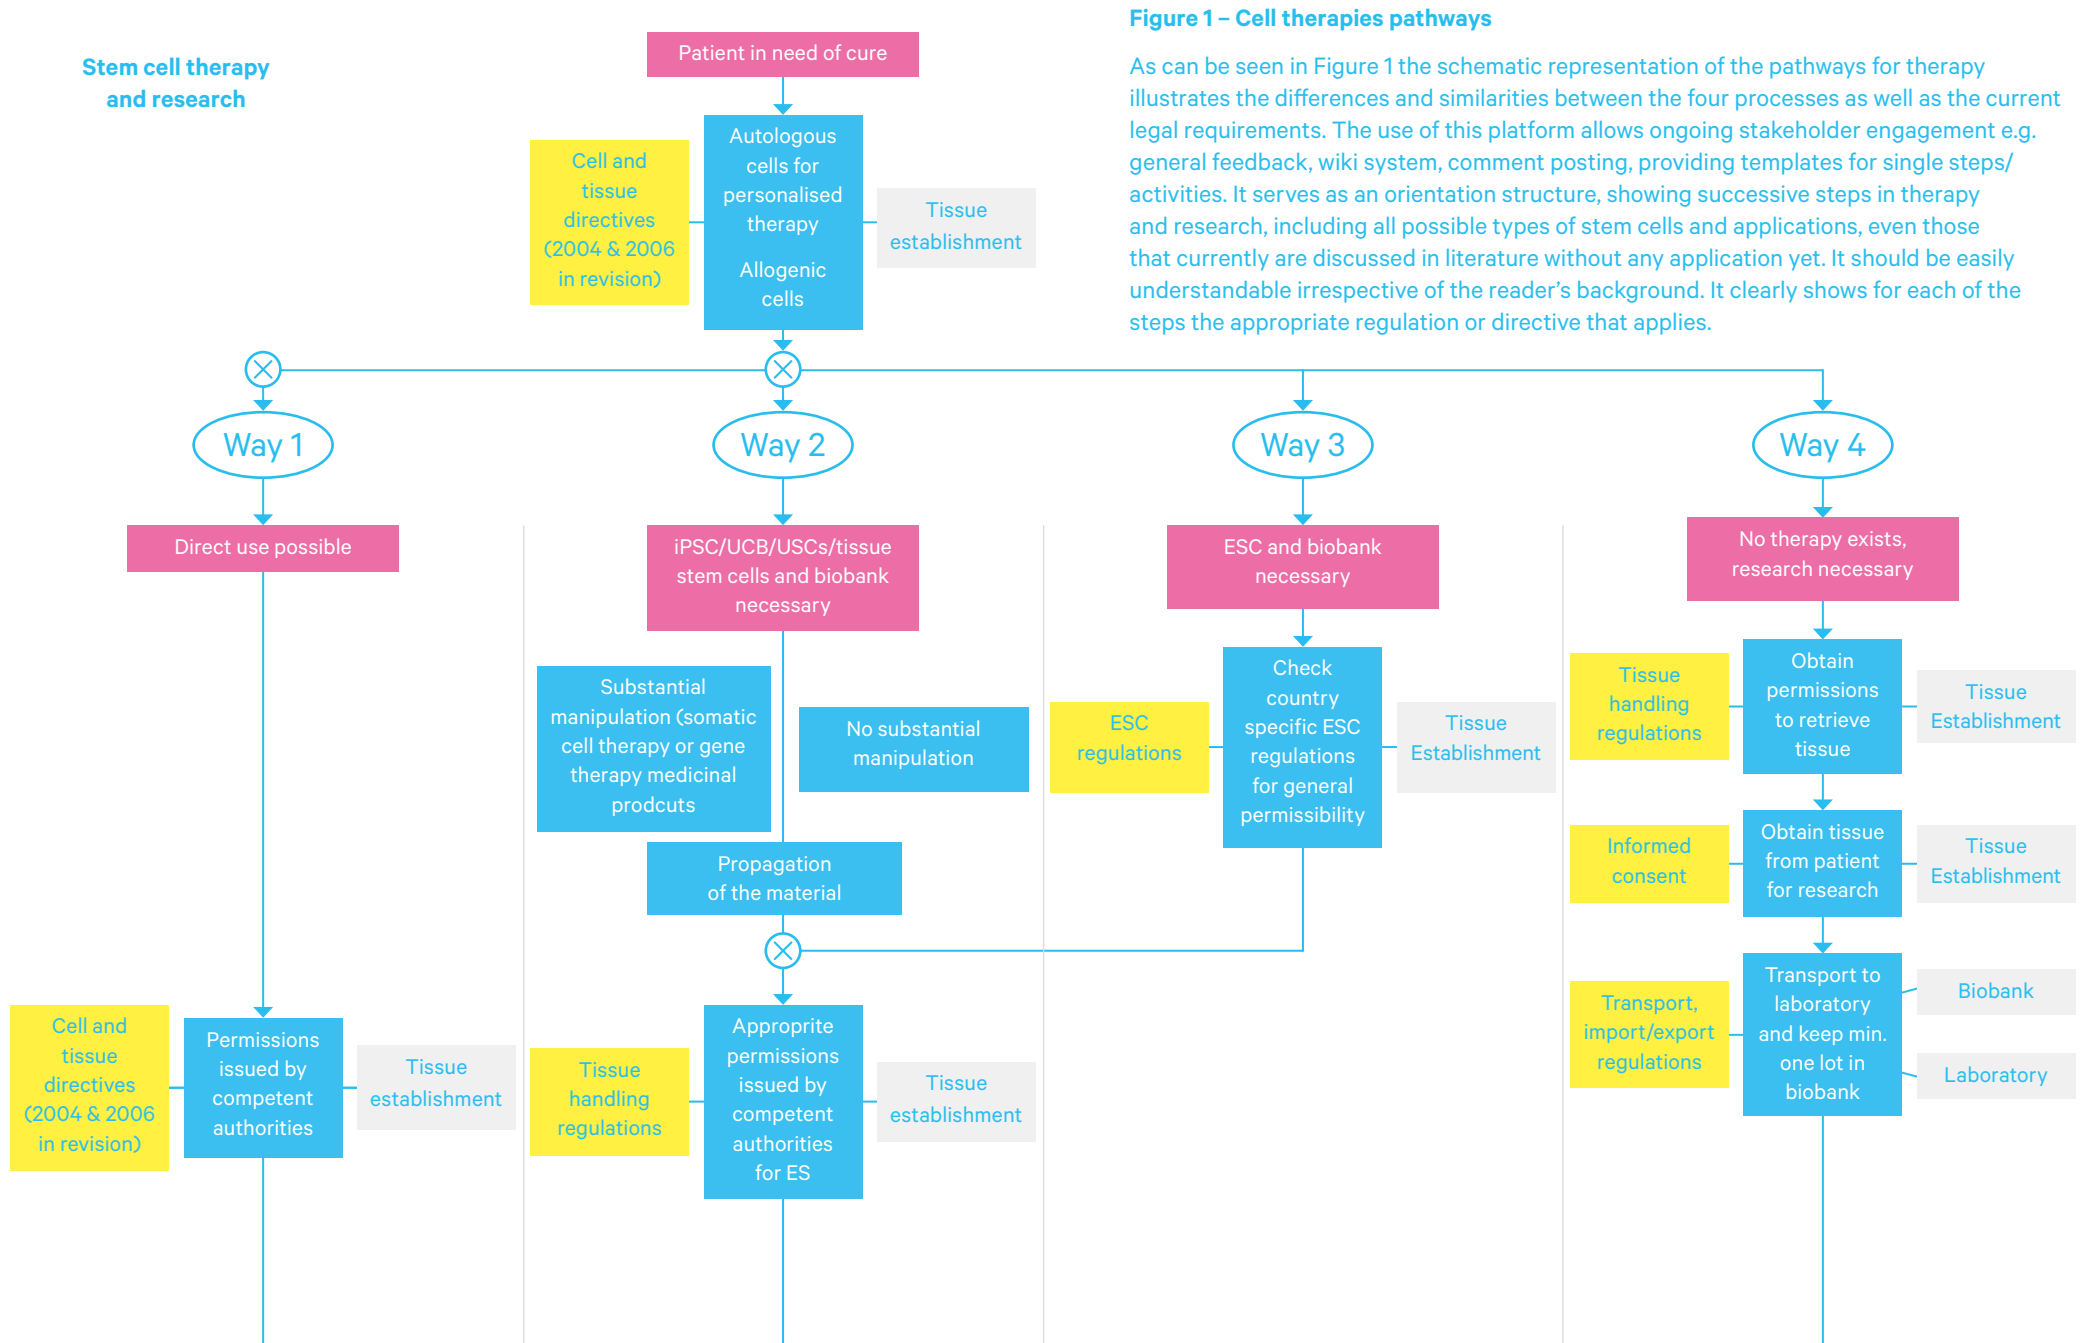 Stem cell therapy
and research
Figure 1 – Cell therapies pathways
As can be seen in Figure 1 the schematic representation of the pathways for therapy
illustrates the differences and similarities between the four processes as well as the current
legal requirements. The use of this platform allows ongoing stakeholder engagement e.g.
general feedback, wiki system, comment posting, providing templates for single steps/
activities. It serves as an orientation structure, showing successive steps in therapy
and research, including all possible types of stem cells and applications, even those
that currently are discussed in literature without any application yet. It should be easily
understandable irrespective of the reader’s background. It clearly shows for each of the
steps the appropriate regulation or directive that applies.
Patient in need of cure
Cell and
tissue
directives
(2004 & 2006
in revision)
Autologous
cells for
personalised
therapy
Allogenic
cells
Tissue
establishment
Way 1
Direct use possible
Cell and
tissue
directives
(2004 & 2006
in revision)
Permissions
issued by
competent
authorities
Tissue
establishment
Way 2
iPSC/UCB/USCs/tissue
stem cells and biobank
necessary
Substantial
manipulation (somatic
cell therapy or gene
therapy medicinal
prodcuts
No substantial
manipulation
Propagation
of the material
Tissue
handling
regulations
Approprite
permissions
issued by
competent
authorities
for ES
Tissue
establishment
Way 3
ESC and biobank
necessary
ESC
regulations
Check
country
specific ESC
regulations
for general
permissibility
Tissue
Establishment
Way 4
No therapy exists,
research necessary
Tissue
handling
regulations
Obtain
permissions
to retrieve
tissue
Tissue
Establishment
Informed
consent
Obtain tissue
from patient
for research
Tissue
Establishment
Transport,
import/export
regulations
Transport to
laboratory
and keep min.
one lot in
biobank
Biobank
Laboratory